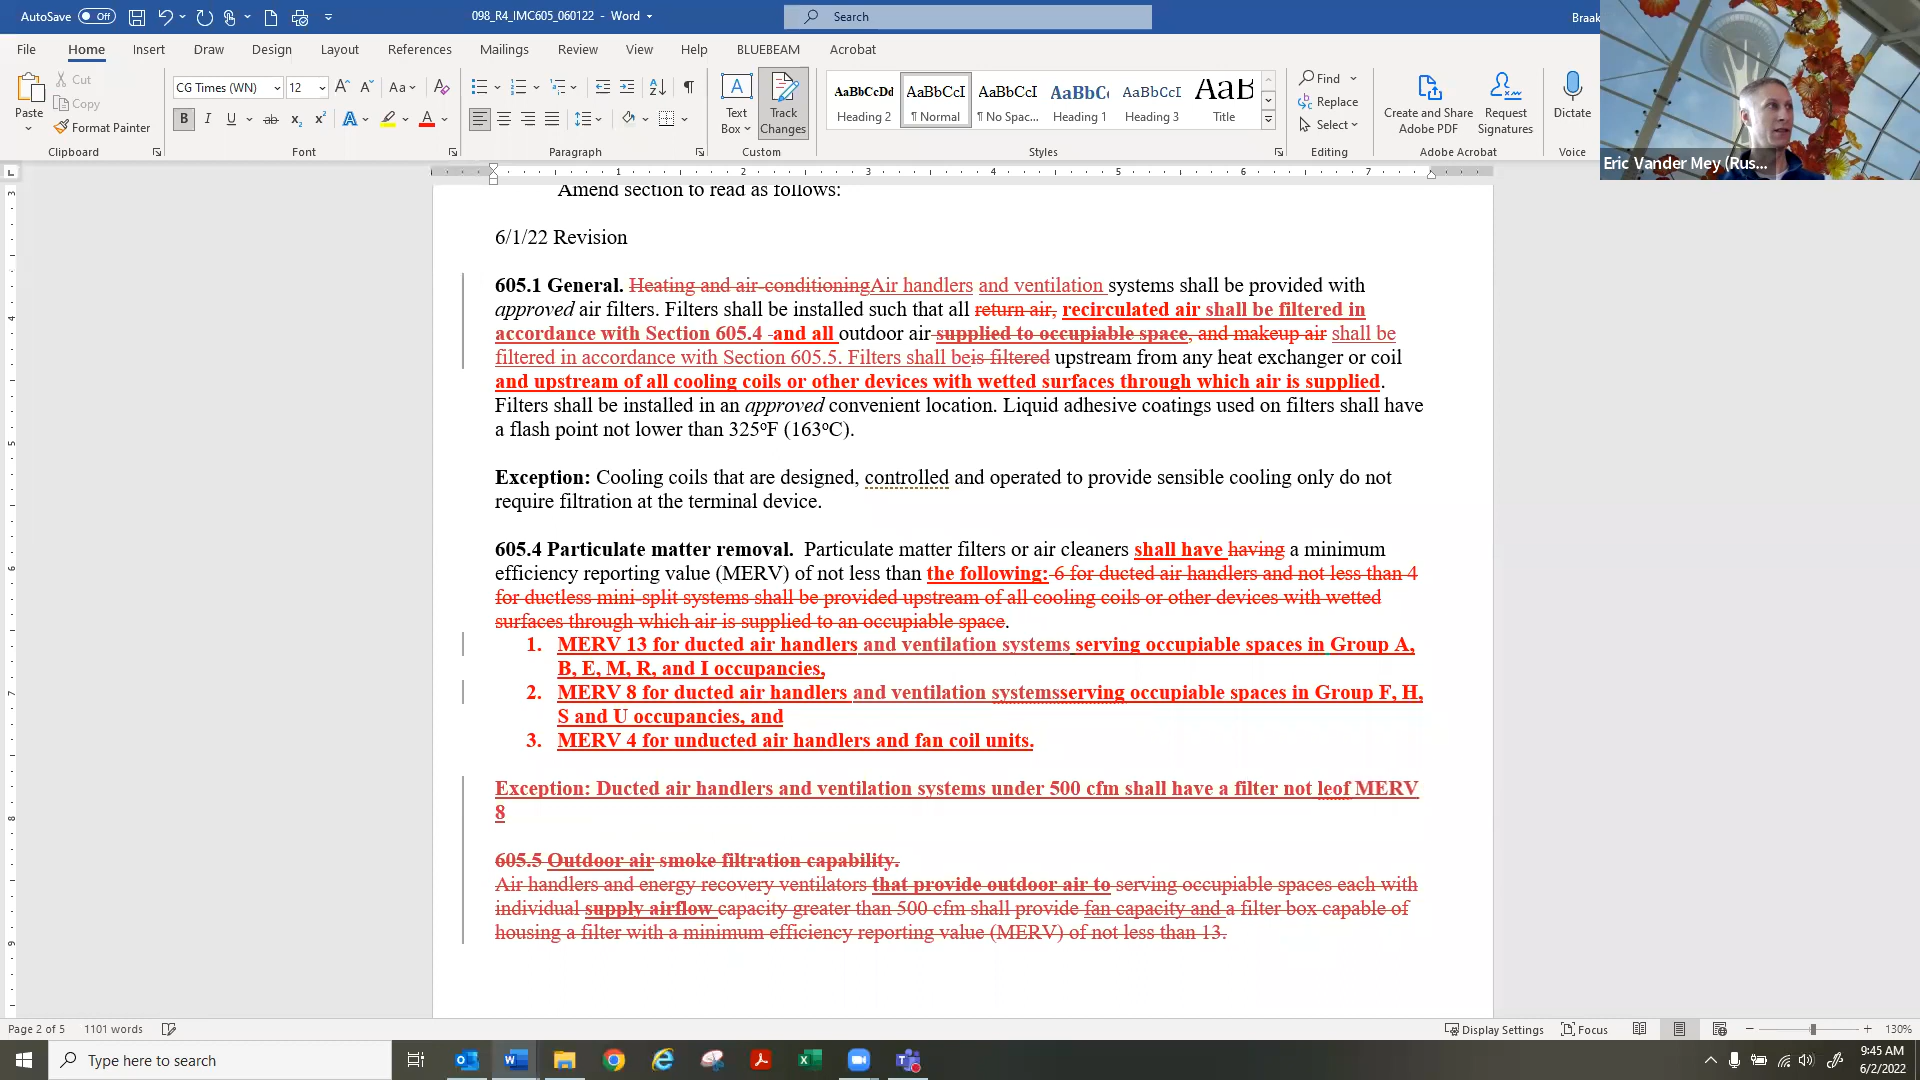 AutoSave Off 098_R4_IMC605_060122 - Word Search Braak
File Home Insert Draw Design Layout References Mailings Review View Help BLUEBEAM Acrobat
Paste Cut Copy Format Painter Clipboard
CG Times (WN) 12 Font
Paragraph
Text Box Track Changes Custom
AaBbCcDd Heading 2 AaBbCcI ¶ Normal AaBbCcI ¶ No Spac... AaBbC Heading 1 AaBbCcI Heading 3 AaB Title Styles
Find Replace Select Editing
Create and Share Adobe PDF Request Signatures Adobe Acrobat
Dictate Voice
Eric Vander Mey (Rus...
Amend section to read as follows:
6/1/22 Revision
605.1 General. Heating and air-conditioningAir handlers and ventilation systems shall be provided with
approved air filters. Filters shall be installed such that all return air, recirculated air shall be filtered in
accordance with Section 605.4 -and all outdoor air supplied to occupiable space, and makeup air shall be
filtered in accordance with Section 605.5. Filters shall beis filtered upstream from any heat exchanger or coil
and upstream of all cooling coils or other devices with wetted surfaces through which air is supplied.
Filters shall be installed in an approved convenient location. Liquid adhesive coatings used on filters shall have
a flash point not lower than 325ºF (163ºC).
Exception: Cooling coils that are designed, controlled and operated to provide sensible cooling only do not
require filtration at the terminal device.
605.4 Particulate matter removal. Particulate matter filters or air cleaners shall have having a minimum
efficiency reporting value (MERV) of not less than the following: 6 for ducted air handlers and not less than 4
for ductless mini-split systems shall be provided upstream of all cooling coils or other devices with wetted
surfaces through which air is supplied to an occupiable space.
1. MERV 13 for ducted air handlers and ventilation systems serving occupiable spaces in Group A,
B, E, M, R, and I occupancies,
2. MERV 8 for ducted air handlers and ventilation systemsserving occupiable spaces in Group F, H,
S and U occupancies, and
3. MERV 4 for unducted air handlers and fan coil units.
Exception: Ducted air handlers and ventilation systems under 500 cfm shall have a filter not leof MERV
8
605.5 Outdoor air smoke filtration capability.
Air handlers and energy recovery ventilators that provide outdoor air to serving occupiable spaces each with
individual supply airflow capacity greater than 500 cfm shall provide fan capacity and a filter box capable of
housing a filter with a minimum efficiency reporting value (MERV) of not less than 13.
Page 2 of 5 1101 words Display Settings Focus 130%
Type here to search
9:45 AM
6/2/2022